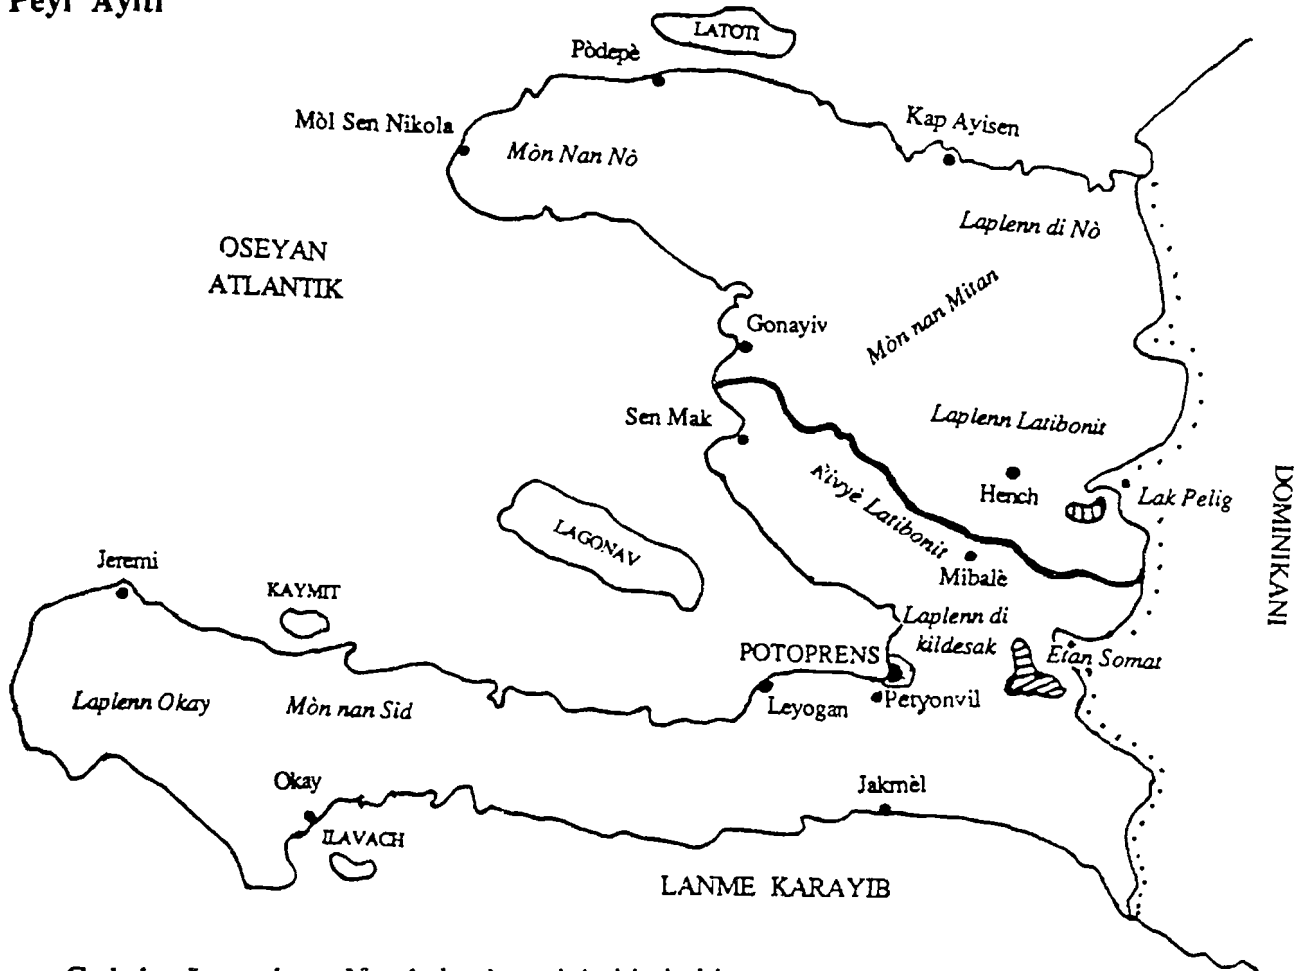 Peyi Ayiti
LATOTI
Pòdepè
Mòl Sen Nikola
Mòn Nan Nò
Kap Ayisen
Laplenn di Nò
OSEYAN
ATLANTIK
Mòn nan Mitan
Gonayiv
Sen Mak
Laplenn Latibonit
Hench
Lak Pelig
DOMINIKANI
Rivyè Latibonit
LAGONAV
Mibalè
Jeremi
KAYMIT
Laplenn di
kildesak
POTOPRENS
Etan Somat
Laplenn Okay
Mòn nan Sid
Leyogan
Petyonvil
Okay
Jakmèl
ILAVACH
LANME KARAYIB